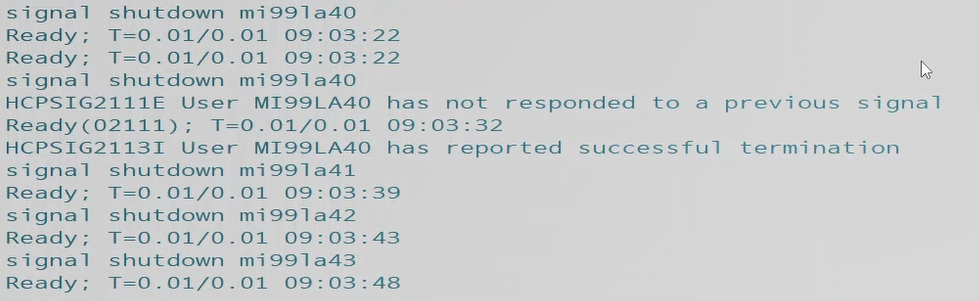 signal shutdown mi99la40
Ready; T=0.01/0.01 09:03:22
Ready; T=0.01/0.01 09:03:22
signal shutdown mi99la40
HCPSIG2111E User MI99LA40 has not responded to a previous signal
Ready(02111); T=0.01/0.01 09:03:32
HCPSIG2113I User MI99LA40 has reported successful termination
signal shutdown mi99la41
Ready; T=0.01/0.01 09:03:39
signal shutdown mi99la42
Ready; T=0.01/0.01 09:03:43
signal shutdown mi99la43
Ready; T=0.01/0.01 09:03:48